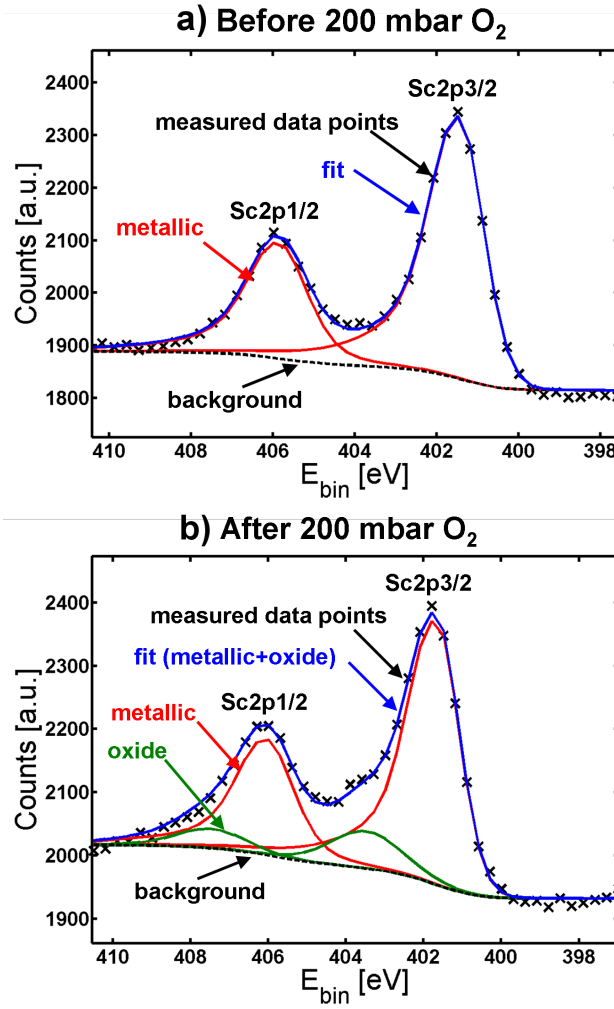 a) Before 200 mbar O₂
2400
2300
2200
2100
2000
1900
1800
Counts [a.u.]
Sc2p3/2
measured data points
fit
Sc2p1/2
metallic
background
410 408 406 404 402 400 398
E_bin [eV]
b) After 200 mbar O₂
2400
2300
2200
2100
2000
1900
Counts [a.u.]
Sc2p3/2
measured data points
fit (metallic+oxide)
Sc2p1/2
metallic
oxide
background
410 408 406 404 402 400 398
E_bin [eV]